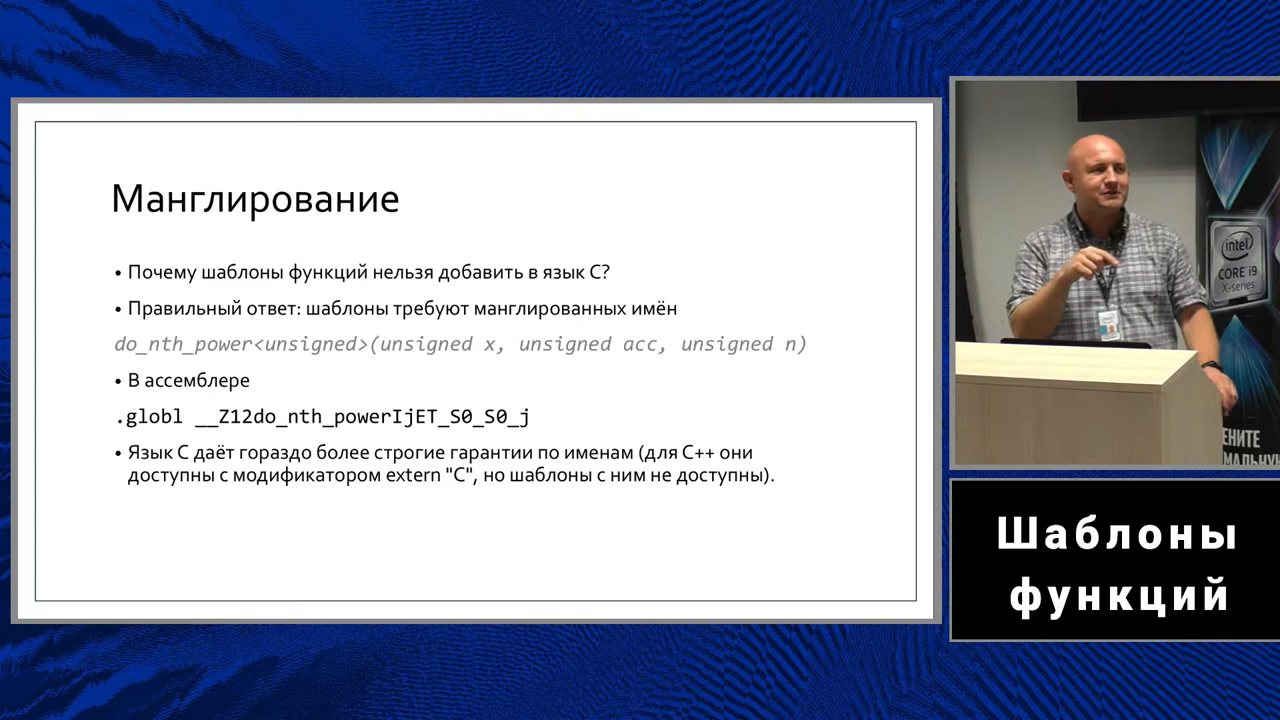 Манглирование
• Почему шаблоны функций нельзя добавить в язык C?
• Правильный ответ: шаблоны требуют манглированных имён
do_nth_power<unsigned>(unsigned x, unsigned acc, unsigned n)
• В ассемблере
.globl __Z12do_nth_powerIjET_S0_S0_j
• Язык C даёт гораздо более строгие гарантии по именам (для C++ они
доступны с модификатором extern "C", но шаблоны с ним не доступны).
intel
CORE i9
X-series
ЕНИТЕ
МАЛЬНУЮ
Шаблоны
функций